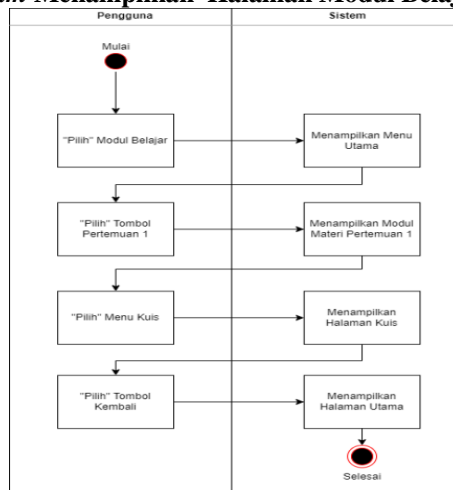 Menampilkan Halaman Modul
Pengguna
Sistem
Mulai
"Pilih" Modul Belajar
Menampilkan Menu
Utama
"Pilih" Tombol
Pertemuan 1
Menampilkan Modul
Materi Pertemuan 1
"Pilih" Menu Kuis
Menampilkan
Halaman Kuis
"Pilih" Tombol
Kembali
Menampilkan
Halaman Utama
Selesai